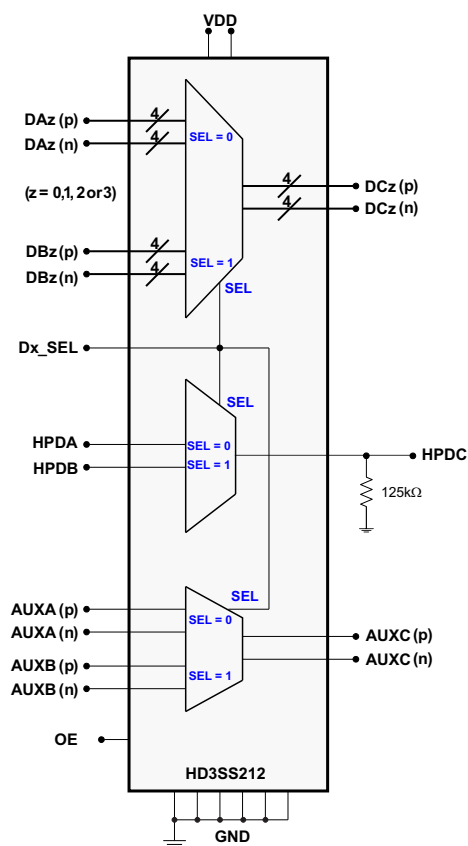 VDD
DAz (p)
4
DAz (n)
4
SEL = 0
(z = 0,1, 2 or 3)
4
DCz (p)
4
DCz (n)
DBz (p)
4
DBz (n)
4
SEL = 1
SEL
Dx_SEL
SEL
HPDA
SEL = 0
HPDB
SEL = 1
HPDC
125kΩ
SEL
AUXA (p)
AUXA (n)
SEL = 0
AUXC (p)
AUXC (n)
AUXB (p)
AUXB (n)
SEL = 1
OE
HD3SS212
GND